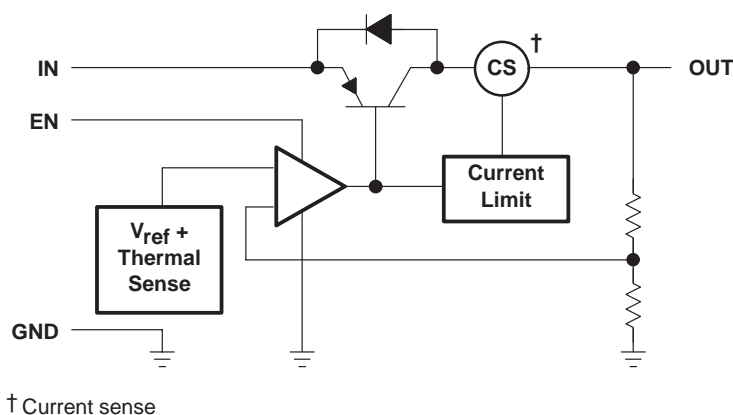 †
IN
CS
OUT
EN
Current
Limit
Vref +
Thermal
Sense
GND
† Current sense